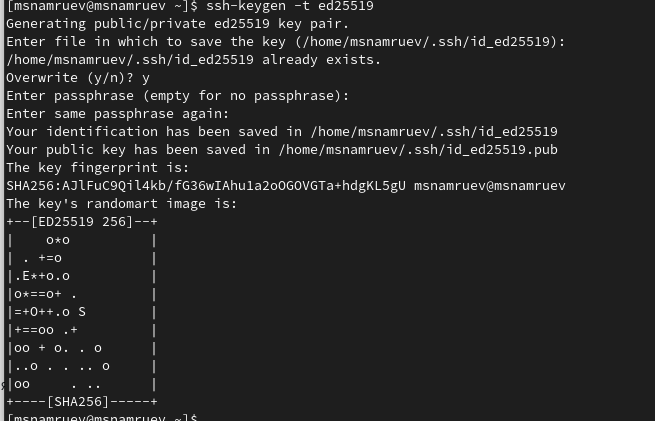 [msnamruev@msnamruev ~]$ ssh-keygen -t ed25519
Generating public/private ed25519 key pair.
Enter file in which to save the key (/home/msnamruev/.ssh/id_ed25519):
/home/msnamruev/.ssh/id_ed25519 already exists.
Overwrite (y/n)? y
Enter passphrase (empty for no passphrase):
Enter same passphrase again:
Your identification has been saved in /home/msnamruev/.ssh/id_ed25519
Your public key has been saved in /home/msnamruev/.ssh/id_ed25519.pub
The key fingerprint is:
SHA256:AJlFuC9Qil4kb/fG36wIAhu1a2oOGOVGTa+hdgKL5gU msnamruev@msnamruev
The key's randomart image is:
+--[ED25519 256]--+
|    o*o          |
| . +=o           |
|.E*+o.o          |
|o*==o+ .         |
|=+O++.o S        |
|+==oo .+         |
|oo + o. . o      |
|..o . . .. o     |
|oo     . ..      |
+----[SHA256]-----+
[msnamruev@msnamruev ~]$